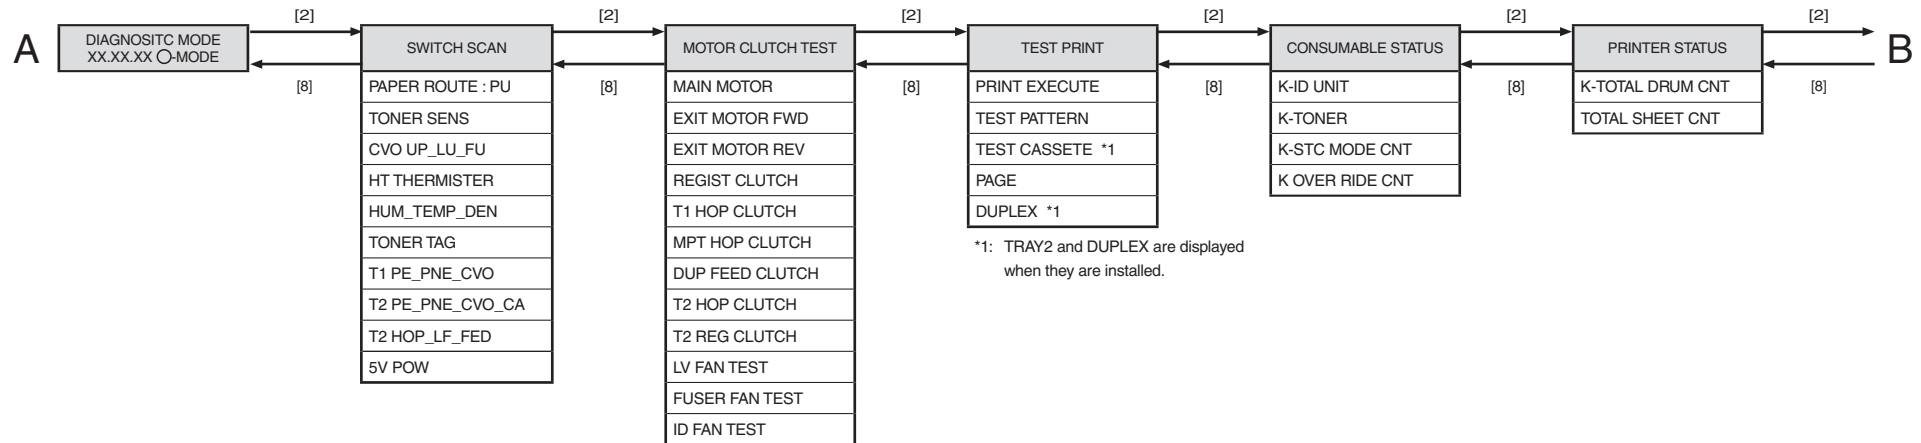 A
DIAGNOSITC MODE
XX.XX.XX ◯-MODE
[2]
[8]
SWITCH SCAN
PAPER ROUTE : PU
TONER SENS
CVO UP_LU_FU
HT THERMISTER
HUM_TEMP_DEN
TONER TAG
T1 PE_PNE_CVO
T2 PE_PNE_CVO_CA
T2 HOP_LF_FED
5V POW
[2]
[8]
MOTOR CLUTCH TEST
MAIN MOTOR
EXIT MOTOR FWD
EXIT MOTOR REV
REGIST CLUTCH
T1 HOP CLUTCH
MPT HOP CLUTCH
DUP FEED CLUTCH
T2 HOP CLUTCH
T2 REG CLUTCH
LV FAN TEST
FUSER FAN TEST
ID FAN TEST
[2]
[8]
TEST PRINT
PRINT EXECUTE
TEST PATTERN
TEST CASSETE *1
PAGE
DUPLEX *1
*1: TRAY2 and DUPLEX are displayed
when they are installed.
[2]
[8]
CONSUMABLE STATUS
K-ID UNIT
K-TONER
K-STC MODE CNT
K OVER RIDE CNT
[2]
[8]
PRINTER STATUS
K-TOTAL DRUM CNT
TOTAL SHEET CNT
[2]
[8]
B